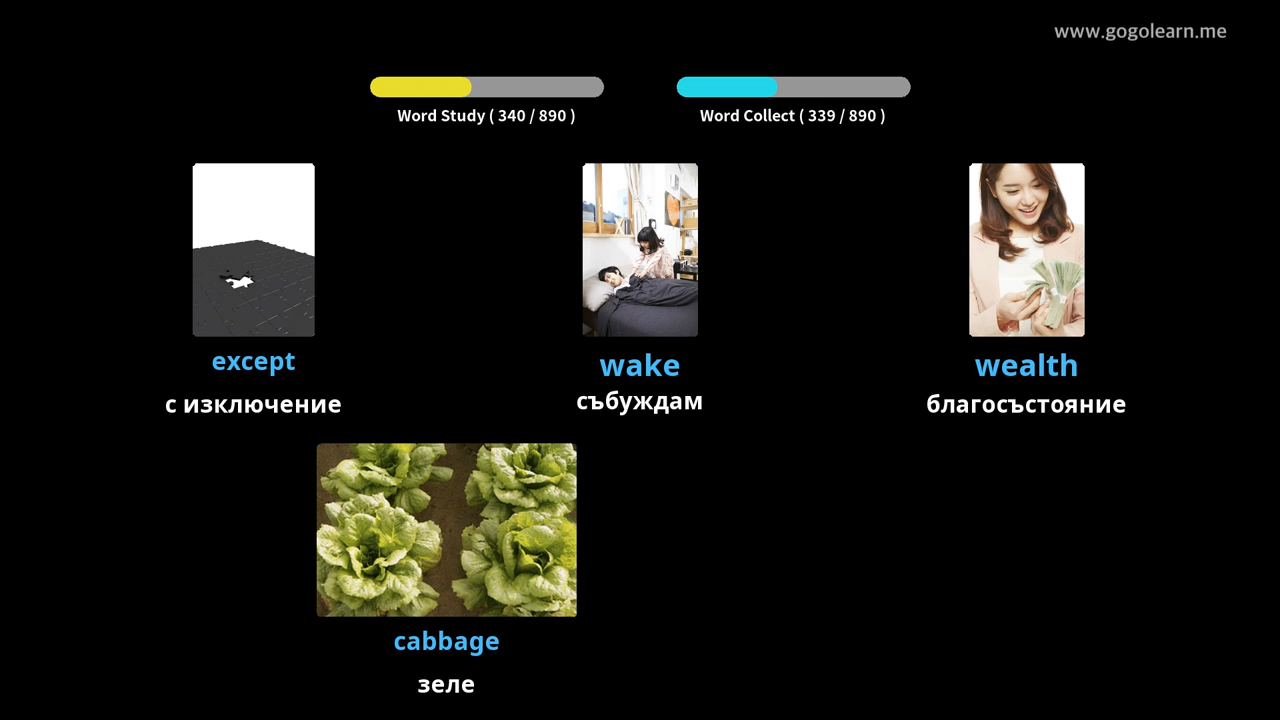 www.gogolearn.me
Word Study ( 340 / 890 )
Word Collect ( 339 / 890 )
except
wake
wealth
с изключение
събуждам
благосъстояние
cabbage
зеле